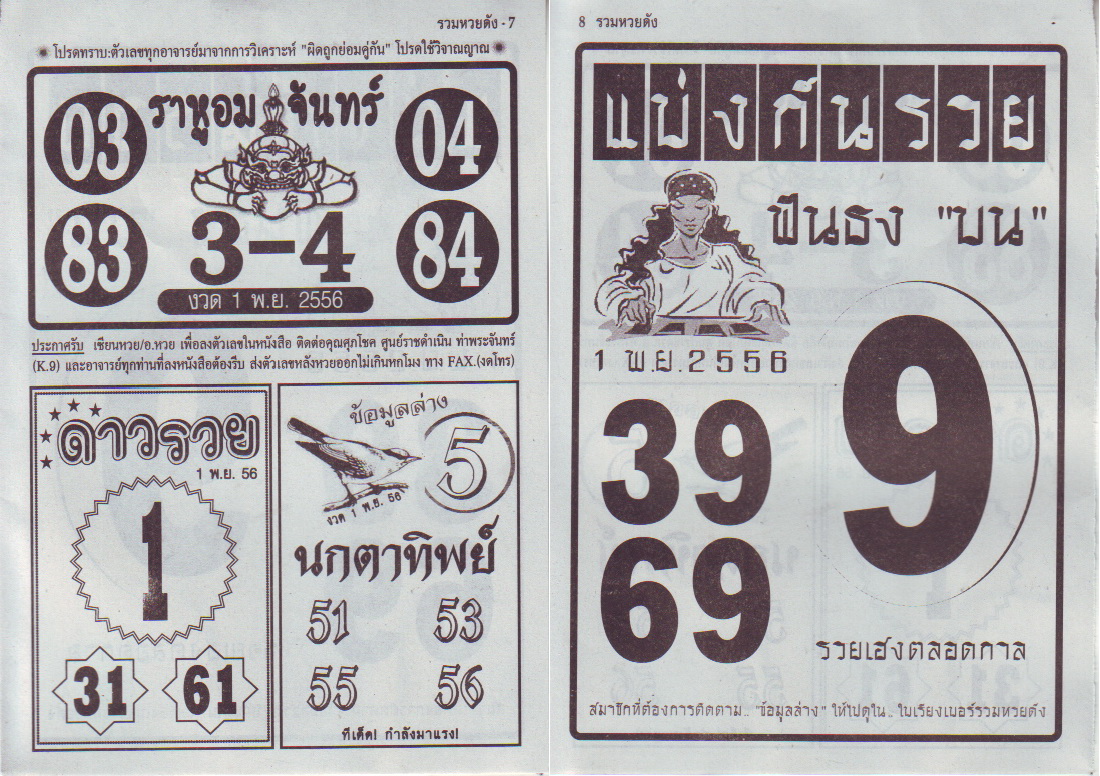 รวมหวยดัง - 7
โปรดทราบ:ตัวเลขทุกอาจารย์มาจากการวิเคราะห์ "ผิดถูกย่อมคู่กัน" โปรดใช้วิจาณญาณ
ราหูอมจันทร์
03 04
83 3-4 84
งวด 1 พ.ย. 2556
ประกาศรับ เซียนหวย/อ.หวย เพื่อลงตัวเลขในหนังสือ ติดต่อคุณศุภโชค ศูนย์ราชดำเนิน ท่าพระจันทร์
(K.9) และอาจารย์ทุกท่านที่ลงหนังสือต้องรีบ ส่งตัวเลขหลังหวยออกไม่เกินหกโมง ทาง FAX.(งดโทร)
ดาวรวย
1 พ.ย. 56
1
31 61
ข้อมูลล่าง
5
งวด 1 พ.ย. 56
นกตาทิพย์
51 53
55 56
ทีเด็ด! กำลังมาแรง!
8 รวมหวยดัง
แบ่งกันรวย
ฟันธง "บน"
1 พ.ย.2556
9
39
69
รวยเฮงตลอดกาล
สมาชิกที่ต้องการติดตาม.. "ข้อมูลล่าง" ให้ไปดูใน.. ใบเรียงเบอร์รวมหวยดัง